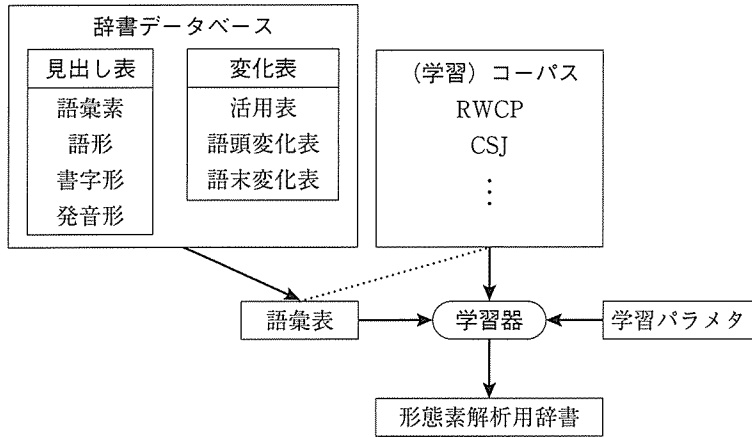 辞書データベース
見出し表
語彙素
語形
書字形
発音形
変化表
活用表
語頭変化表
語末変化表
(学習) コーパス
RWCP
CSJ
⋮
語彙表
学習器
学習パラメタ
形態素解析用辞書